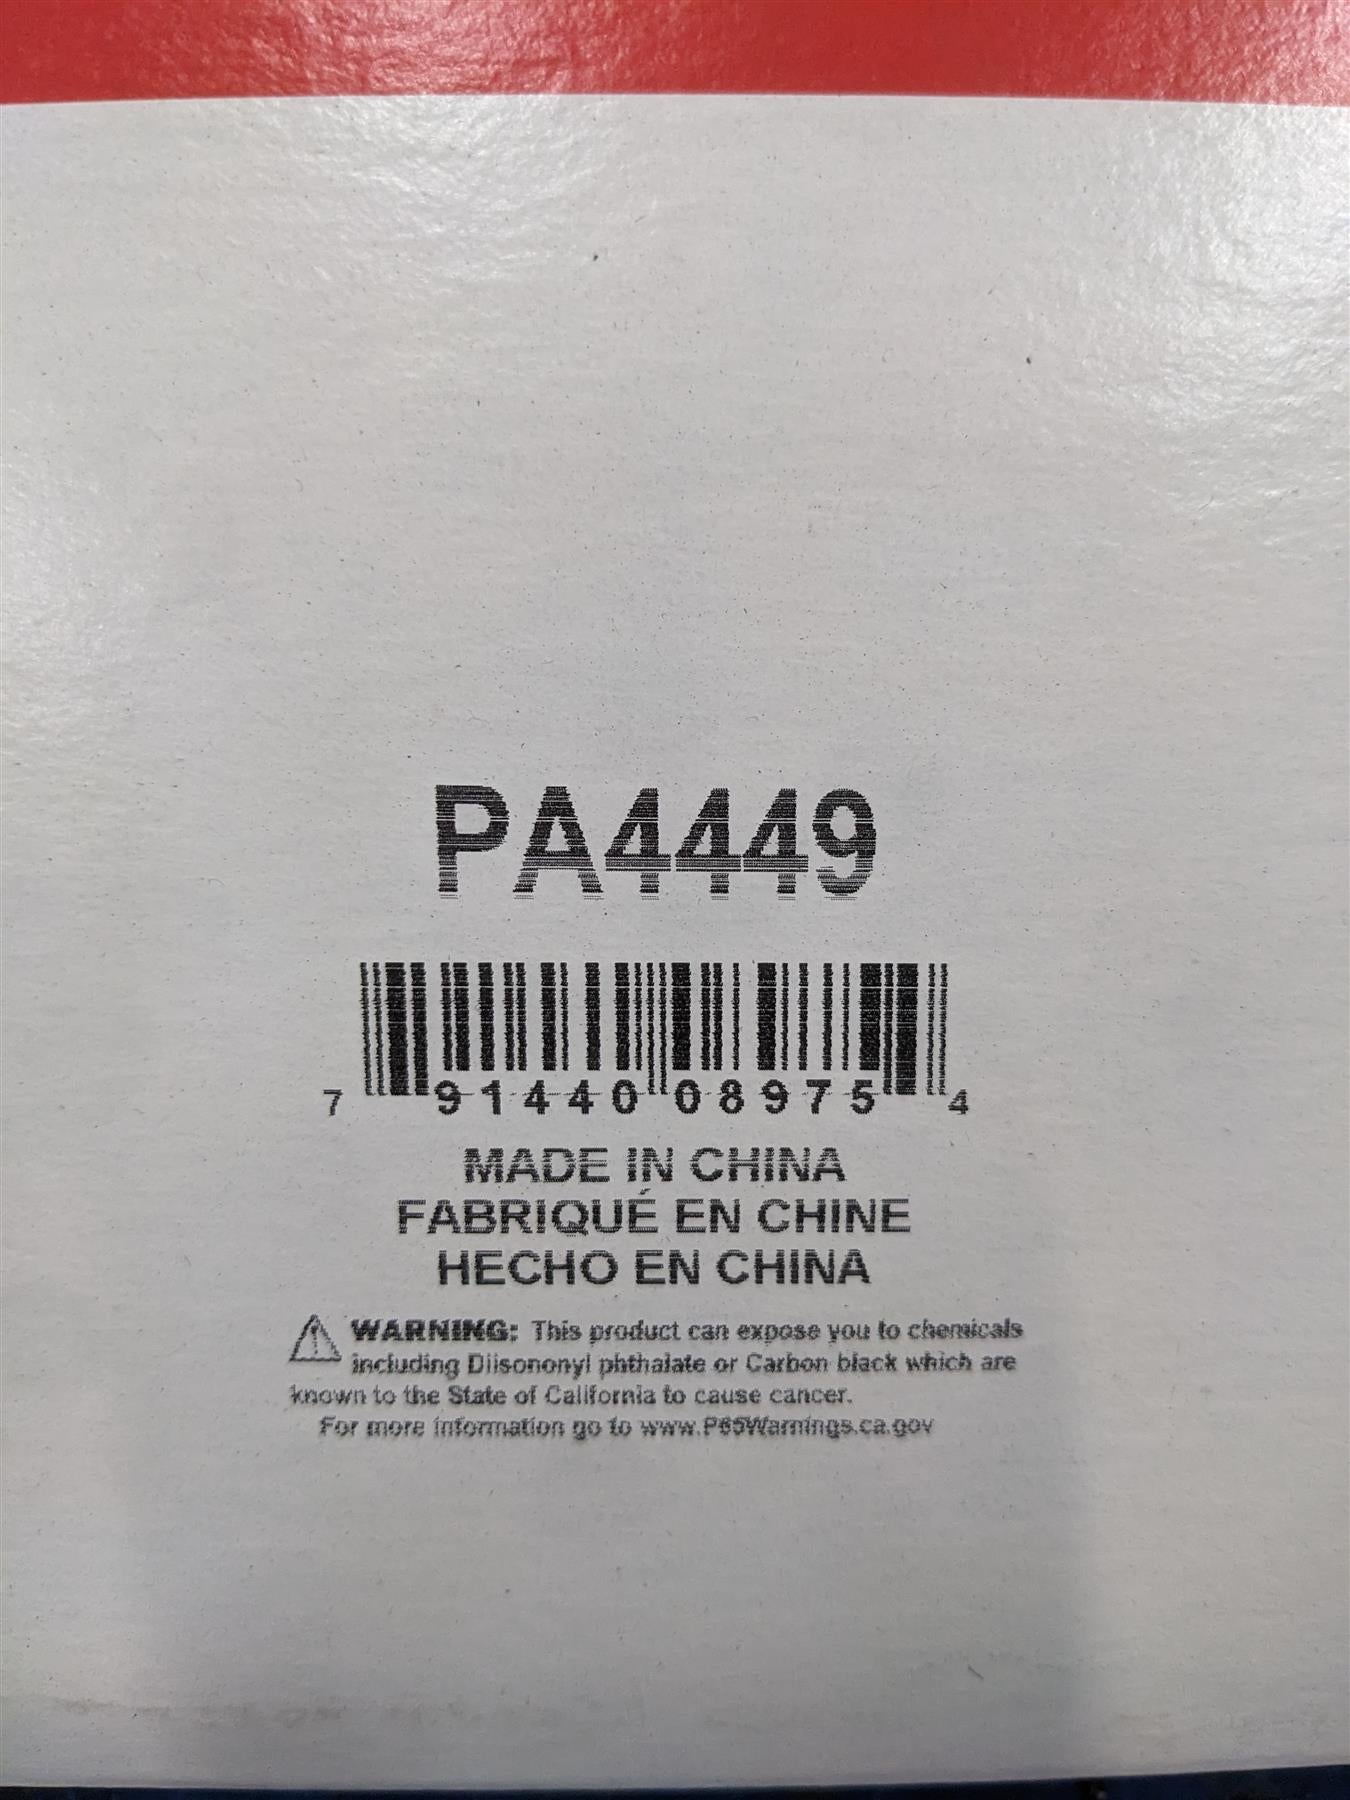 PA4449
7 91440 08975 4
MADE IN CHINA
FABRIQUÉ EN CHINE
HECHO EN CHINA
⚠ WARNING: This product can expose you to chemicals
including Diisononyl phthalate or Carbon black which are
known to the State of California to cause cancer.
For more information go to www.P65Warnings.ca.gov